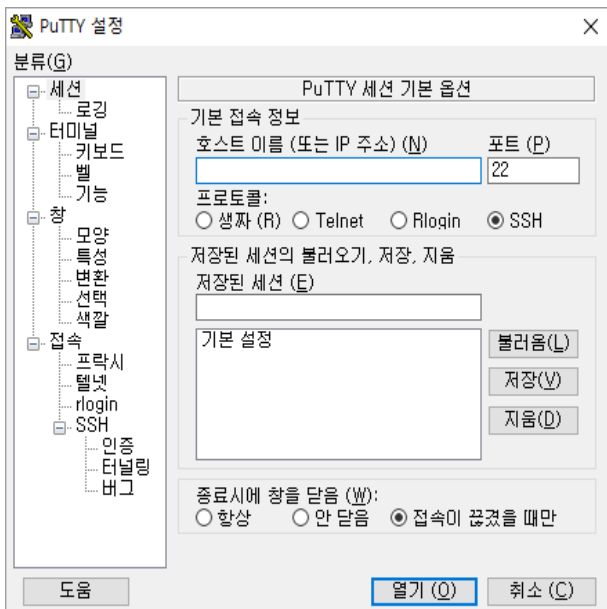 PuTTY 설정
분류(G)
세션
로깅
터미널
키보드
벨
기능
창
모양
특성
변환
선택
색깔
접속
프락시
텔넷
rlogin
SSH
인증
터널링
버그
PuTTY 세션 기본 옵션
기본 접속 정보
호스트 이름 (또는 IP 주소) (N) 포트 (P)
22
프로토콜:
생짜 (R) Telnet Rlogin SSH
저장된 세션의 불러오기, 저장, 지움
저장된 세션 (E)
기본 설정
불러옴(L)
저장(V)
지움(D)
종료시에 창을 닫음 (W):
항상 안 닫음 접속이 끊겼을 때만
도움 열기 (O) 취소 (C)